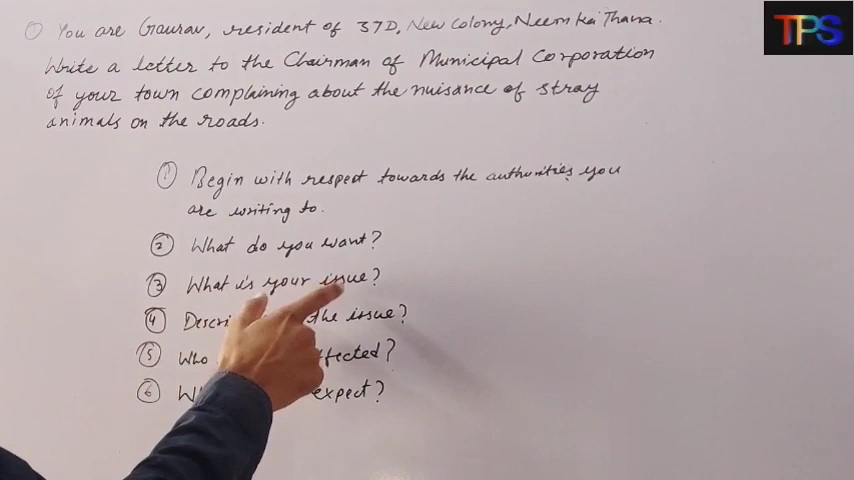 TPS
You are Gaurav, resident of 37D, New Colony, Neem ka Thana.
Write a letter to the Chairman of Municipal Corporation
of your town complaining about the nuisance of stray
animals on the roads.
1 Begin with respect towards the authorities you
are writing to.
2 What do you want?
3 What is your issue?
4 the issue?
5 Who
6 expect?